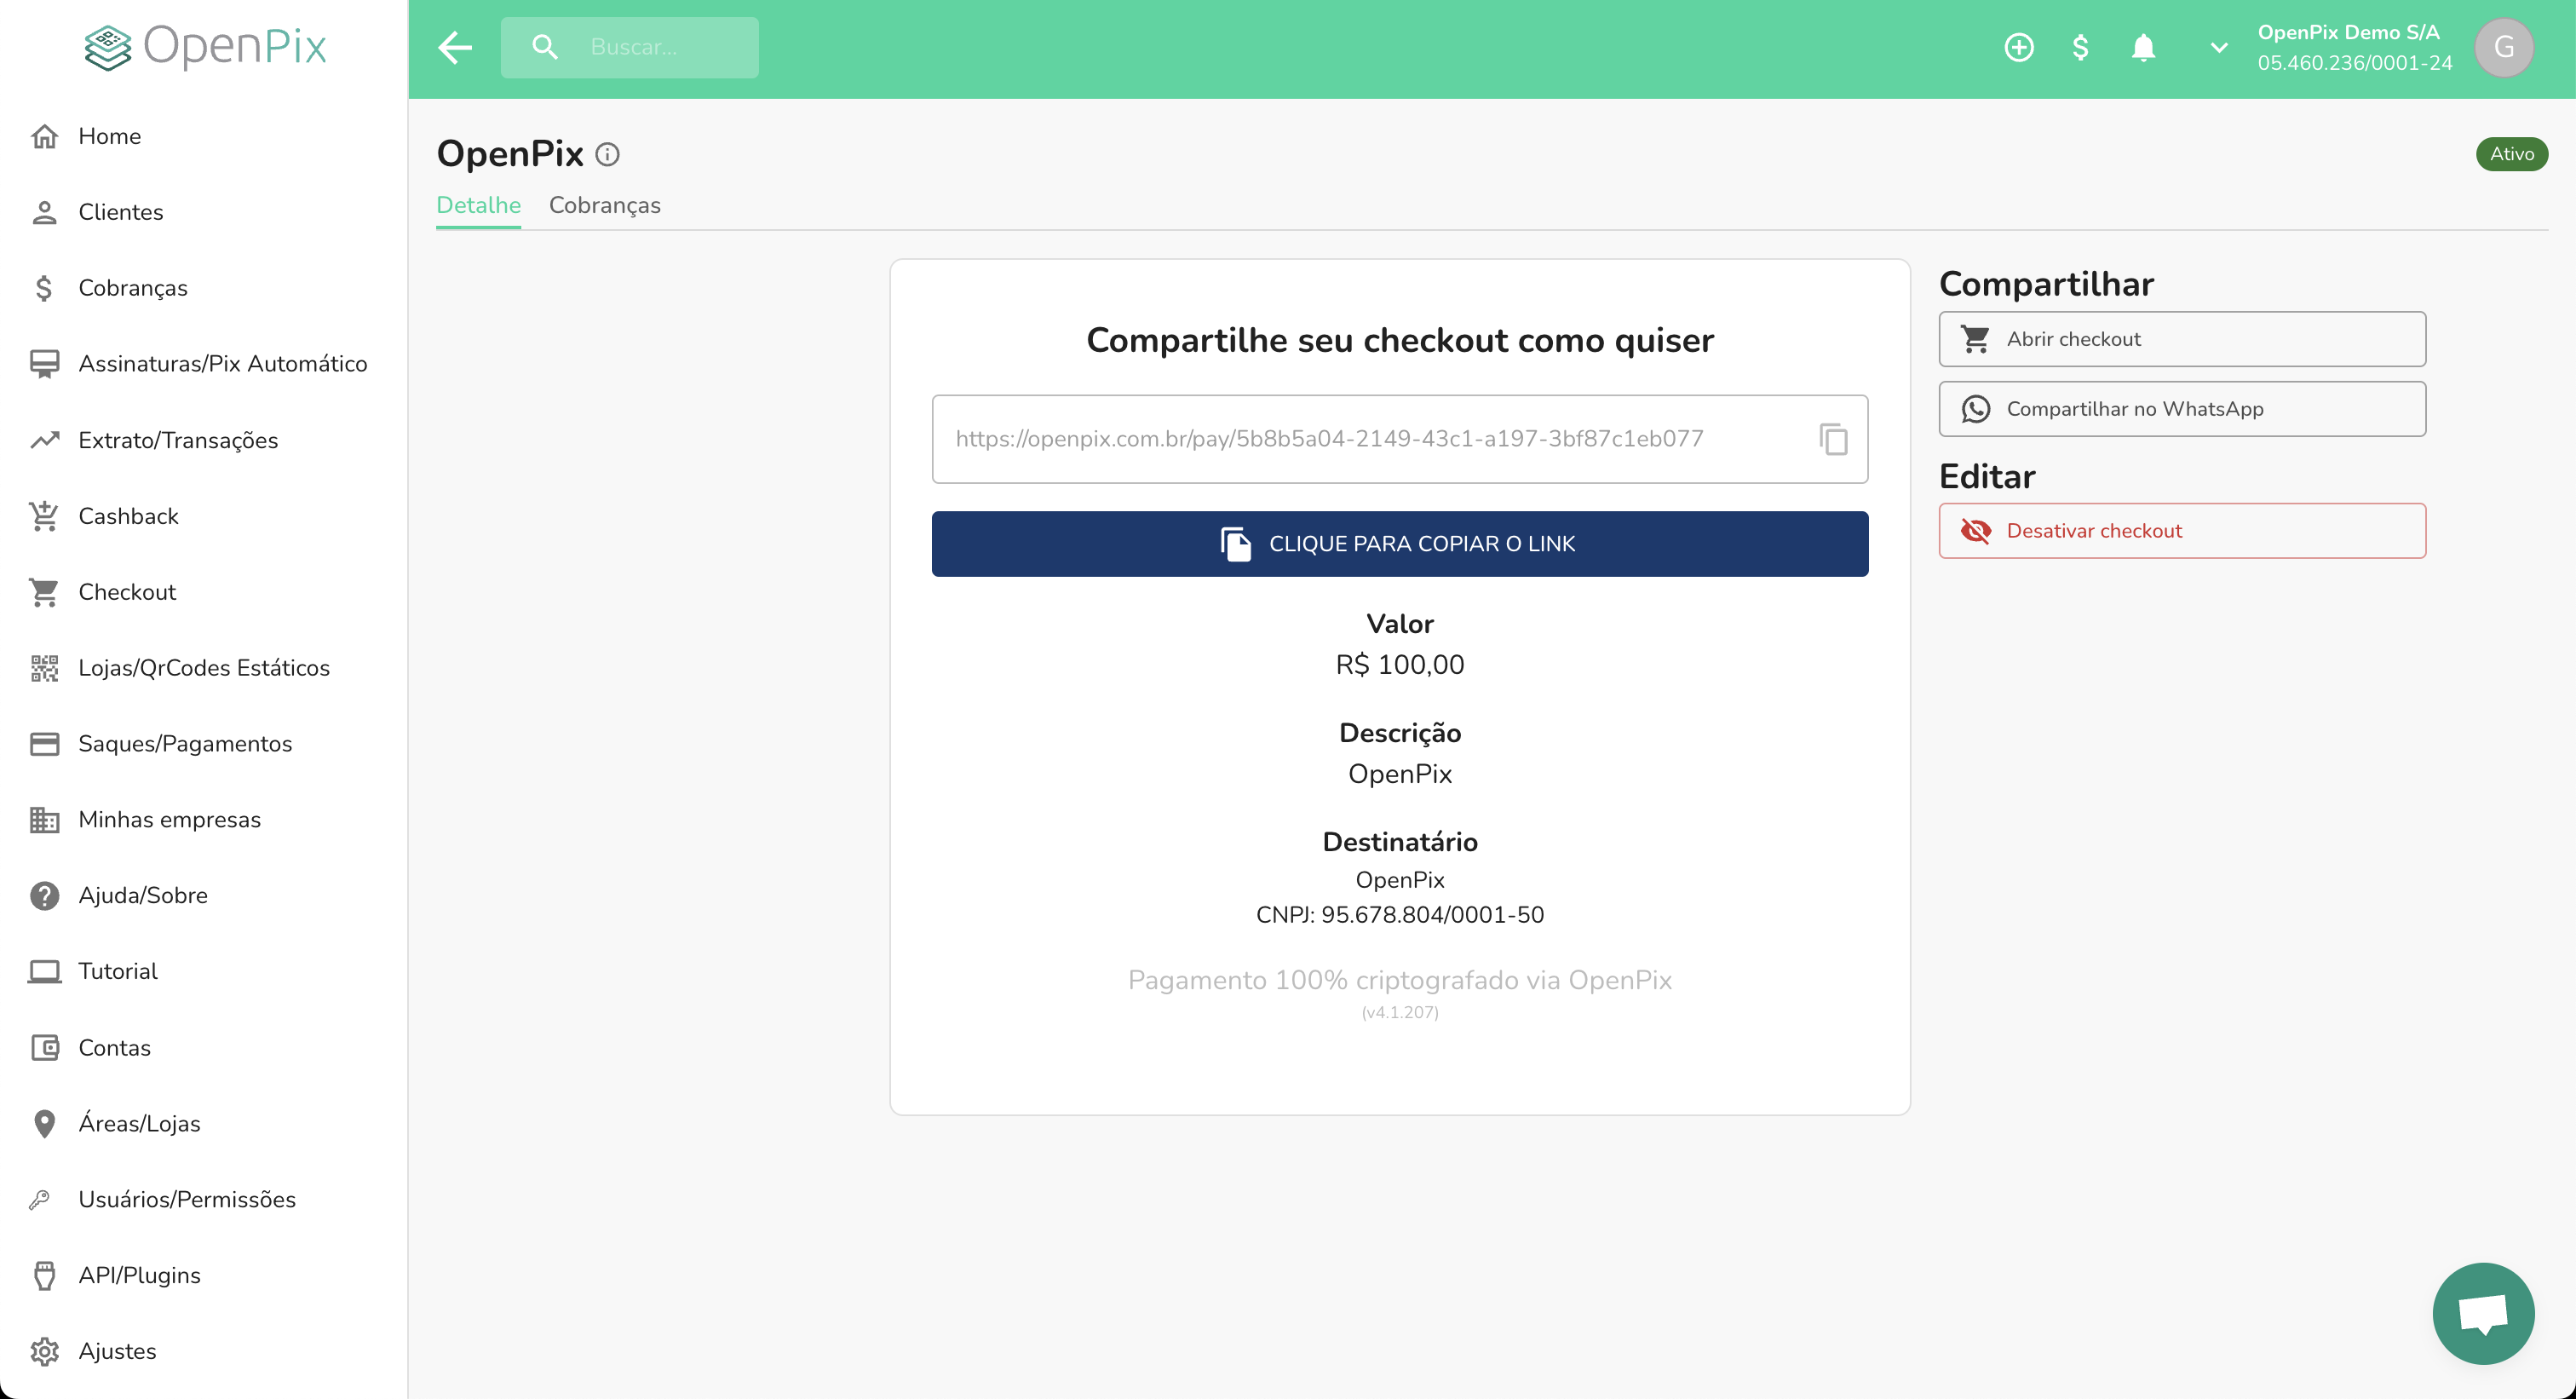 OpenPix
Home
Clientes
Cobranças
Assinaturas/Pix Automático
Extrato/Transações
Cashback
Checkout
Lojas/QrCodes Estáticos
Saques/Pagamentos
Minhas empresas
Ajuda/Sobre
Tutorial
Contas
Áreas/Lojas
Usuários/Permissões
API/Plugins
Ajustes
Buscar...
OpenPix Demo S/A
05.460.236/0001-24
G
OpenPix
Ativo
Detalhe Cobranças
Compartilhe seu checkout como quiser
https://openpix.com.br/pay/5b8b5a04-2149-43c1-a197-3bf87c1eb077
CLIQUE PARA COPIAR O LINK
Valor
R$ 100,00
Descrição
OpenPix
Destinatário
OpenPix
CNPJ: 95.678.804/0001-50
Pagamento 100% criptografado via OpenPix
(v4.1.207)
Compartilhar
Abrir checkout
Compartilhar no WhatsApp
Editar
Desativar checkout